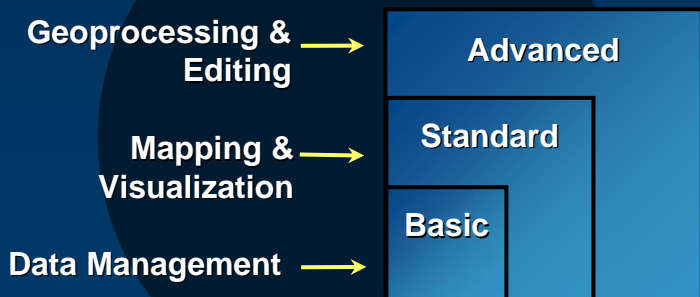 Geoprocessing &
Editing
Advanced
Mapping &
Visualization
Standard
Basic
Data Management